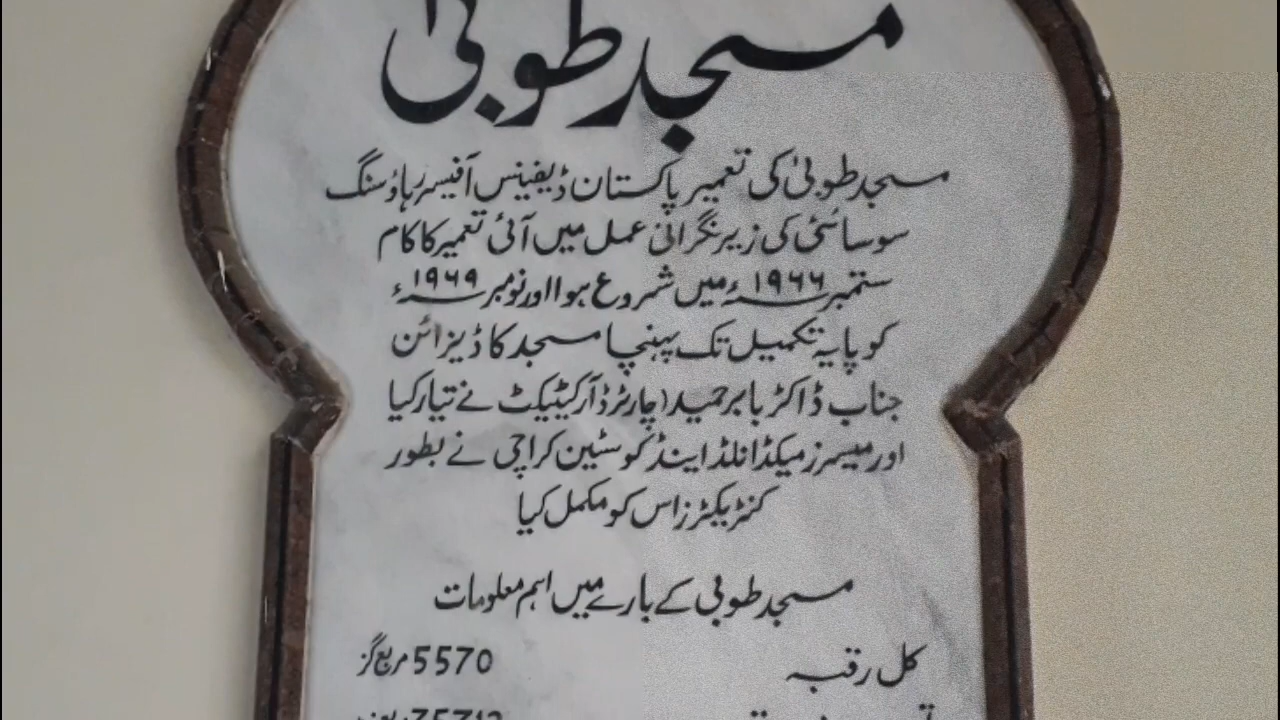 مسجد طوبیٰ
مسجد طوبیٰ کی تعمیر پاکستان ڈیفینس آفیسرز ہاؤسنگ
سوسائٹی کی زیر نگرانی عمل میں آئی تعمیر کا کام
ستمبر ۱۹۶۶ء میں شروع ہوا اور نومبر ۱۹۶۹ء
کو پایہ تکمیل تک پہنچا مسجد کا ڈیزائن
جناب ڈاکٹر بابر حمید (چارٹرڈ آرکیٹیکٹ نے تیار کیا
اور میسرز میکڈانلڈ اینڈ کوسٹین کراچی نے بطور
کنٹریکٹرز اس کو مکمل کیا
مسجد طوبیٰ کے بارے میں اہم معلومات
کل رقبہ 5570 مربع گز